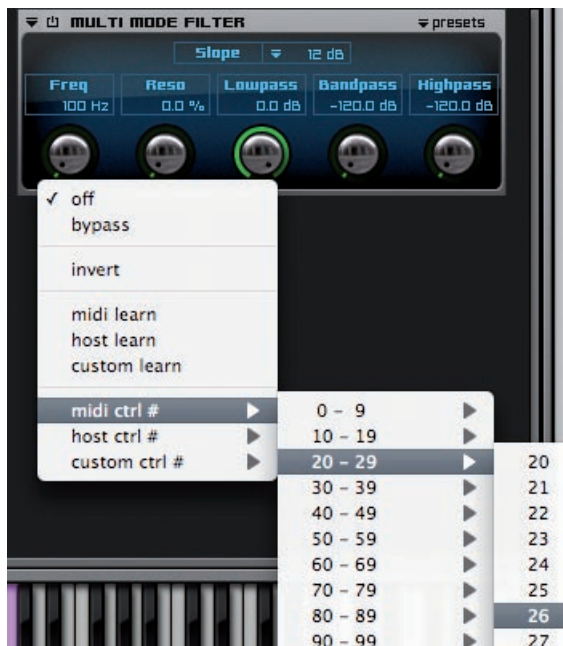 MULTI MODE FILTER presets
Slope 12 dB
Freq Reso Lowpass Bandpass Highpass
100 Hz 0.0 % 0.0 dB -120.0 dB -120.0 dB
✓ off
bypass
invert
midi learn
host learn
custom learn
midi ctrl #
host ctrl #
custom ctrl #
0 - 9
10 - 19
20 - 29
30 - 39
40 - 49
50 - 59
60 - 69
70 - 79
80 - 89
90 - 99
20
21
22
23
24
25
26
27